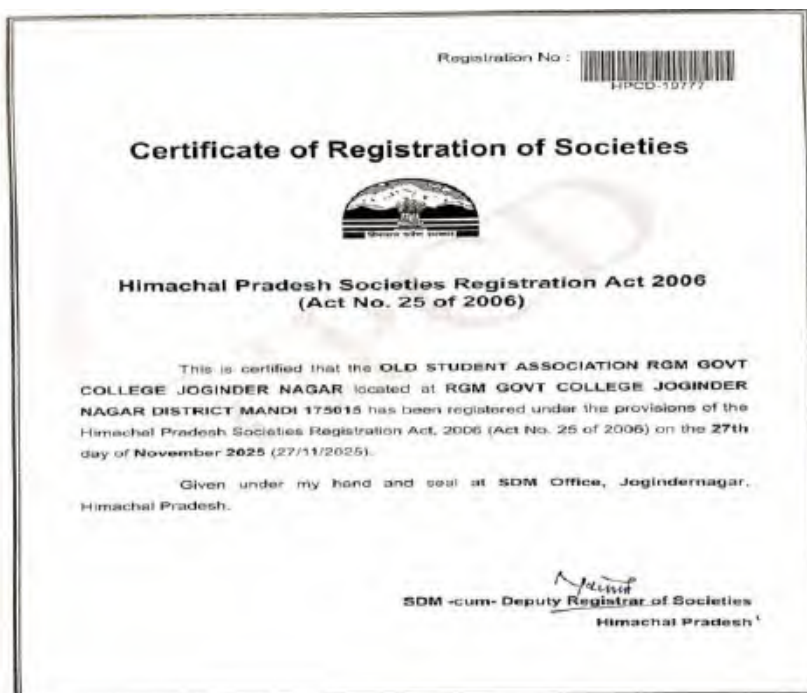 Registration No :
HPCD-19777
Certificate of Registration of Societies
Himachal Pradesh Societies Registration Act 2006
(Act No. 25 of 2006)
This is certified that the OLD STUDENT ASSOCIATION RGM GOVT
COLLEGE JOGINDER NAGAR located at RGM GOVT COLLEGE JOGINDER
NAGAR DISTRICT MANDI 175015 has been registered under the provisions of the
Himachal Pradesh Societies Registration Act, 2006 (Act No. 25 of 2006) on the 27th
day of November 2025 (27/11/2025).
Given under my hand and seal at SDM Office, Jogindernagar,
Himachal Pradesh.
SDM -cum- Deputy Registrar of Societies
Himachal Pradesh